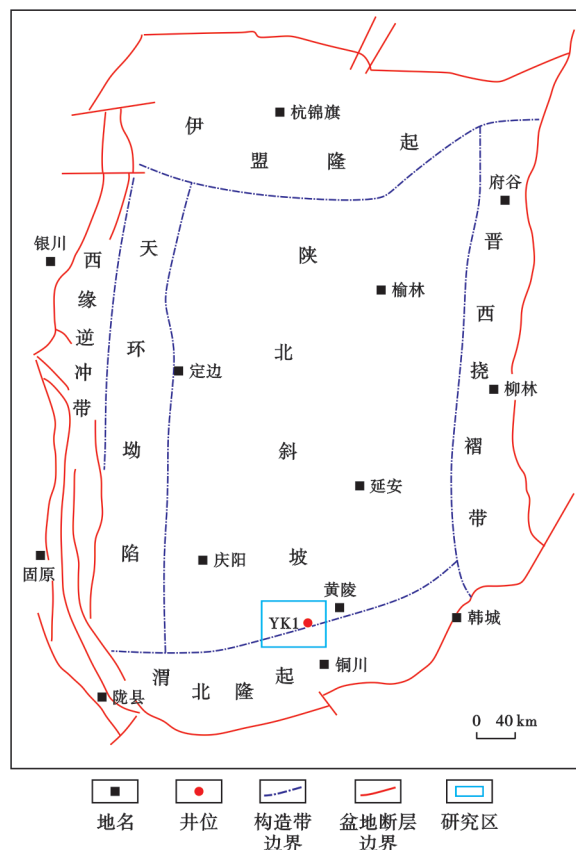 杭锦旗
伊盟隆起
府谷
银川
西缘逆冲带
天环坳陷
陕北斜坡
晋西挠褶带
榆林
定边
柳林
延安
庆阳
固原
黄陵
YK1
韩城
渭北隆起
铜川
陇县
0 40 km
地名
井位
构造带
边界
盆地断层
边界
研究区